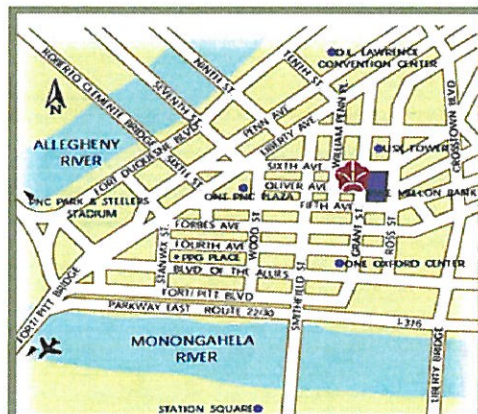 D.L. LAWRENCE
CONVENTION CENTER
ROBERTO CLEMENTE BRIDGE
SEVENTH ST
NINTH ST
TENTH ST
WILLIAM PENN PL
CROSSTOWN BLVD
N
ALLEGHENY
RIVER
FORT DUQUESNE BLVD
SIXTH ST
PENN AVE
LIBERTY AVE
USX TOWER
SIXTH AVE
OLIVER AVE
MELLON BANK
PNC PARK & STEELERS
STADIUM
ONE PNC PLAZA
FIFTH AVE
FORBES AVE
FOURTH AVE
PPG PLACE
BLVD OF THE ALLIES
STANWIX ST
WOOD ST
GRANT ST
ROSS ST
ONE OXFORD CENTER
FORT PITT BLVD
PARKWAY EAST ROUTE 22/30
I-376
FORT PITT BRIDGE
SMITHFIELD ST
MONONGAHELA
RIVER
LIBERTY BRIDGE
STATION SQUARE